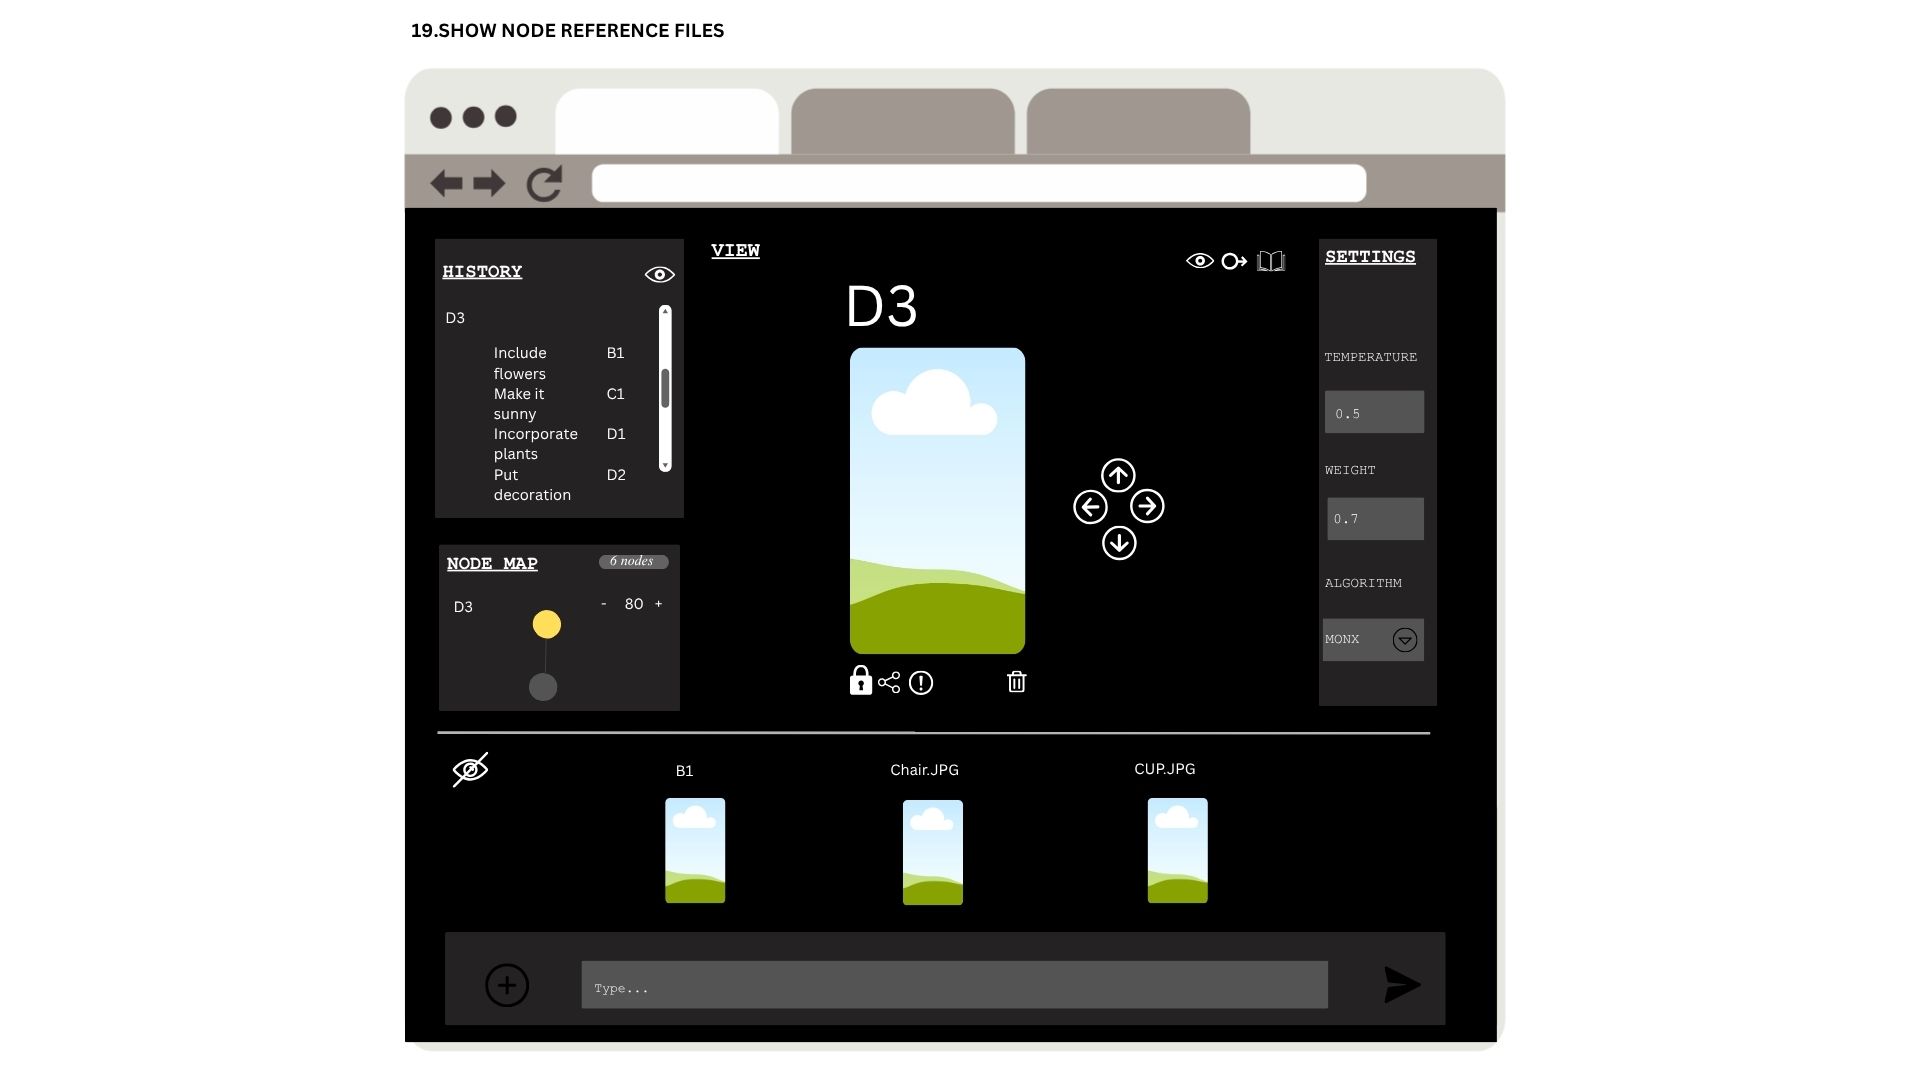 19.SHOW NODE REFERENCE FILES
HISTORY
D3
Include B1
flowers
Make it C1
sunny
Incorporate D1
plants
Put D2
decoration
NODE MAP 6 nodes
D3 - 80 +
VIEW
D3
SETTINGS
TEMPERATURE
0.5
WEIGHT
0.7
ALGORITHM
MONX
B1 Chair.JPG CUP.JPG
Type...